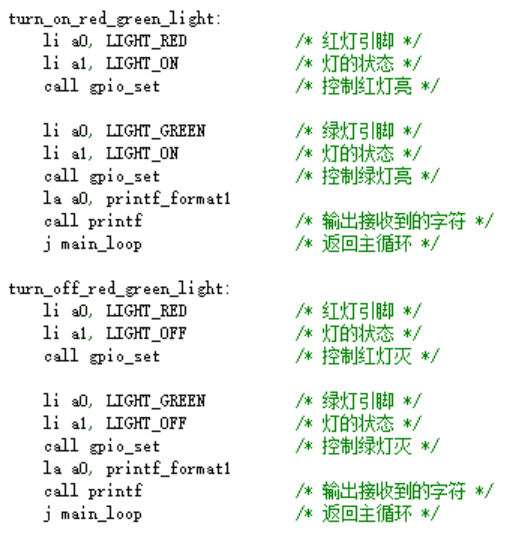 turn_on_red_green_light:
    li a0, LIGHT_RED /* 红灯引脚 */
    li a1, LIGHT_ON /* 灯的状态 */
    call gpio_set /* 控制红灯亮 */
    li a0, LIGHT_GREEN /* 绿灯引脚 */
    li a1, LIGHT_ON /* 灯的状态 */
    call gpio_set /* 控制绿灯亮 */
    la a0, printf_format1
    call printf /* 输出接收到的字符 */
    j main_loop /* 返回主循环 */
turn_off_red_green_light:
    li a0, LIGHT_RED /* 红灯引脚 */
    li a1, LIGHT_OFF /* 灯的状态 */
    call gpio_set /* 控制红灯灭 */
    li a0, LIGHT_GREEN /* 绿灯引脚 */
    li a1, LIGHT_OFF /* 灯的状态 */
    call gpio_set /* 控制绿灯灭 */
    la a0, printf_format1
    call printf /* 输出接收到的字符 */
    j main_loop /* 返回主循环 */